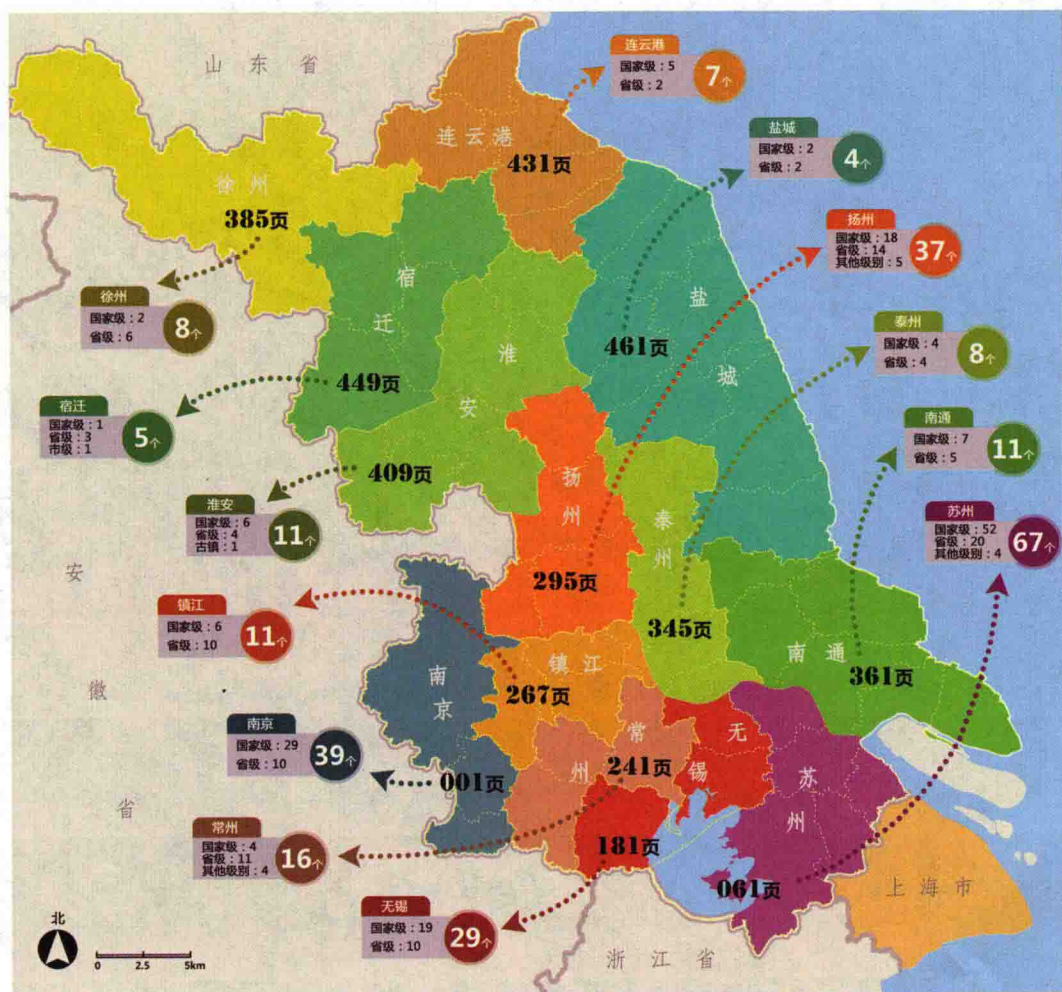 山东省
连云港
国家级：5
省级：2
7个
连云港
431页
盐城
国家级：2
省级：2
4个
徐州
385页
扬州
国家级：18
省级：14
其他级别：5
37个
徐州
国家级：2
省级：6
8个
宿迁
449页
盐城
461页
泰州
国家级：4
省级：4
8个
宿迁
国家级：1
省级：3
市级：1
5个
淮安
409页
南通
国家级：7
省级：5
11个
淮安
国家级：6
省级：4
古镇：1
11个
扬州
295页
泰州
345页
苏州
国家级：52
省级：20
其他级别：4
67个
安徽省
镇江
国家级：6
省级：10
11个
镇江
267页
南通
361页
南京
001页
南京
国家级：29
省级：10
39个
常州
241页
无锡
181页
苏州
061页
常州
国家级：4
省级：11
其他级别：4
16个
无锡
国家级：19
省级：10
29个
上海市
浙江省
北
0 2.5 5km